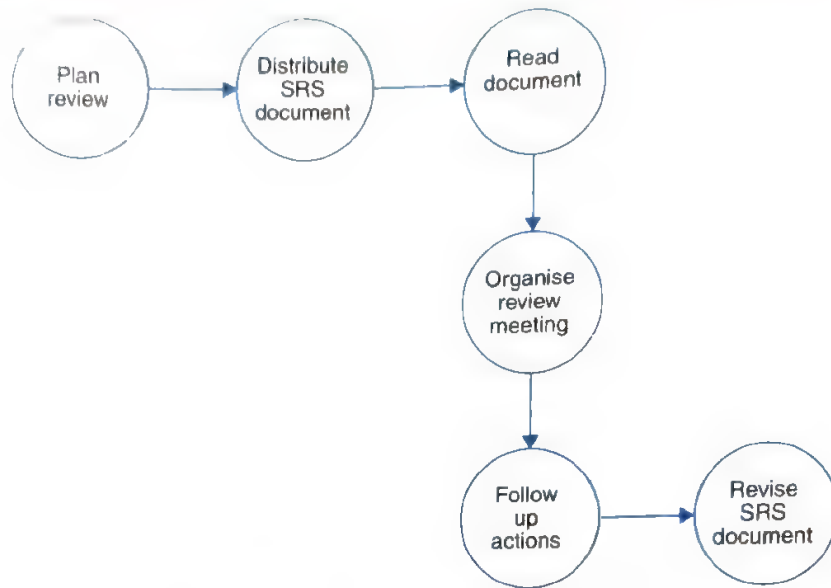 Plan
review
Distribute
SRS
document
Read
document
Organise
review
meeting
Follow
up
actions
Revise
SRS
document